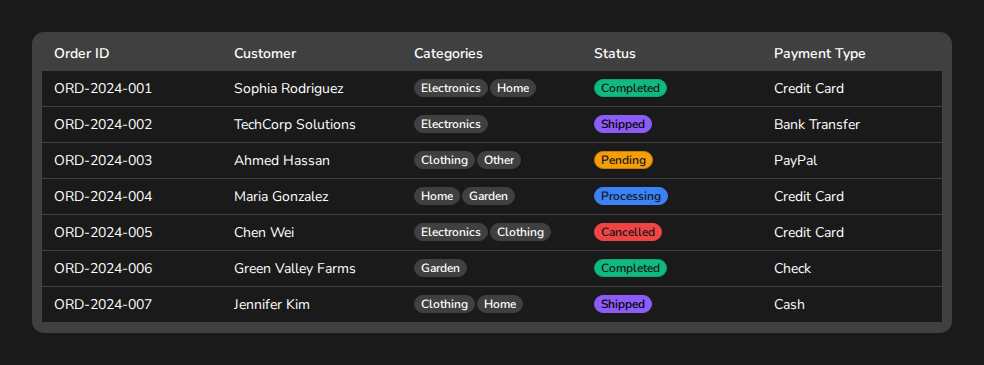 Order ID Customer Categories Status Payment Type
ORD-2024-001 Sophia Rodriguez Electronics Home Completed Credit Card
ORD-2024-002 TechCorp Solutions Electronics Shipped Bank Transfer
ORD-2024-003 Ahmed Hassan Clothing Other Pending PayPal
ORD-2024-004 Maria Gonzalez Home Garden Processing Credit Card
ORD-2024-005 Chen Wei Electronics Clothing Cancelled Credit Card
ORD-2024-006 Green Valley Farms Garden Completed Check
ORD-2024-007 Jennifer Kim Clothing Home Shipped Cash